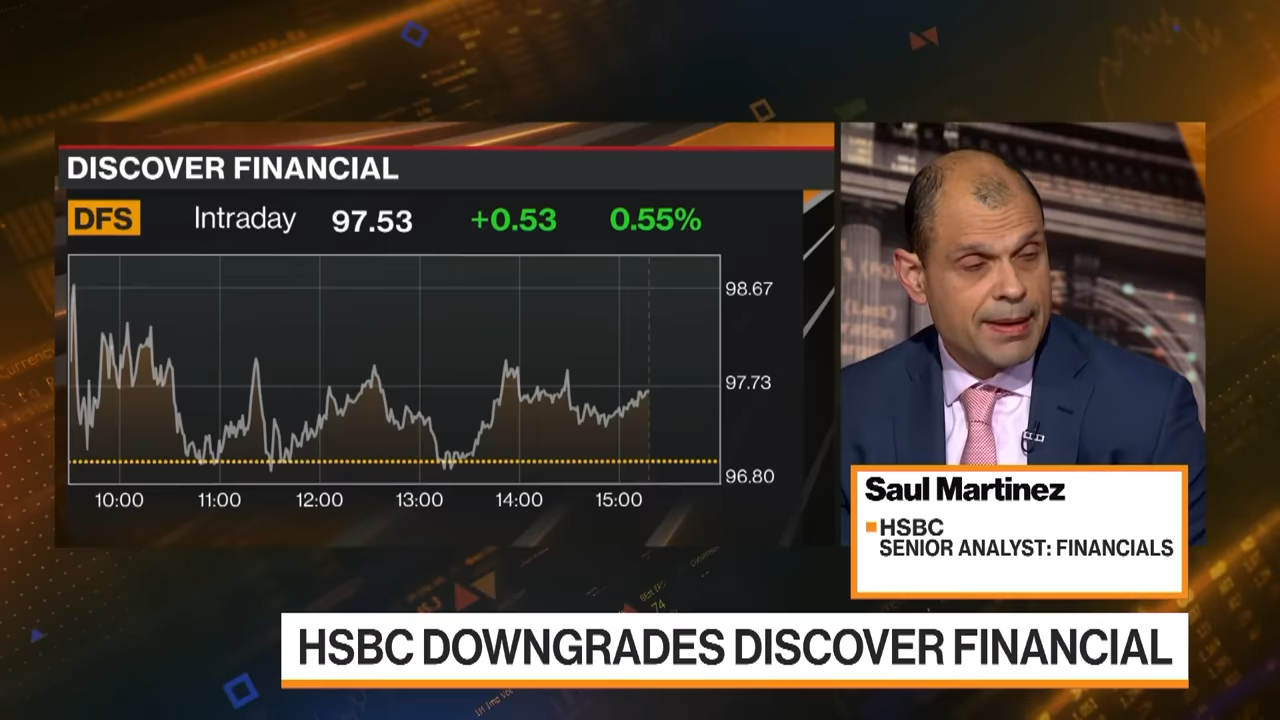 DISCOVER FINANCIAL
DFS Intraday 97.53 +0.53 0.55%
98.67
97.73
96.80
10:00 11:00 12:00 13:00 14:00 15:00
Saul Martinez
HSBC
SENIOR ANALYST: FINANCIALS
HSBC DOWNGRADES DISCOVER FINANCIAL